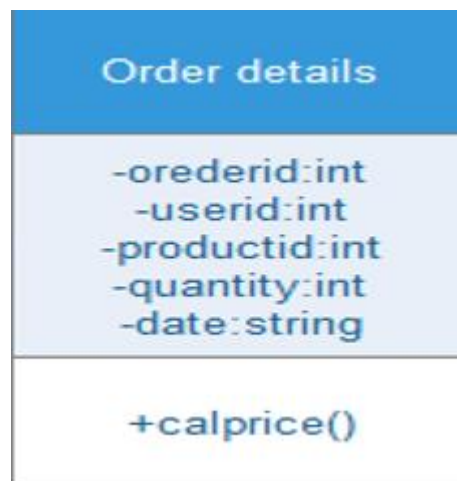 Order details
-orederid:int
-userid:int
-productid:int
-quantity:int
-date:string
+calprice()